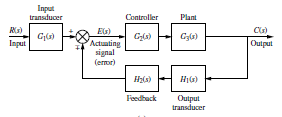 Input
transducer
Controller
Plant
R(s)
E(s)
C(s)
G₁(s)
+
G₂(s)
G₃(s)
Input
Actuating
signal
(error)
Output
∓
H₂(s)
H₁(s)
Feedback
Output
transducer